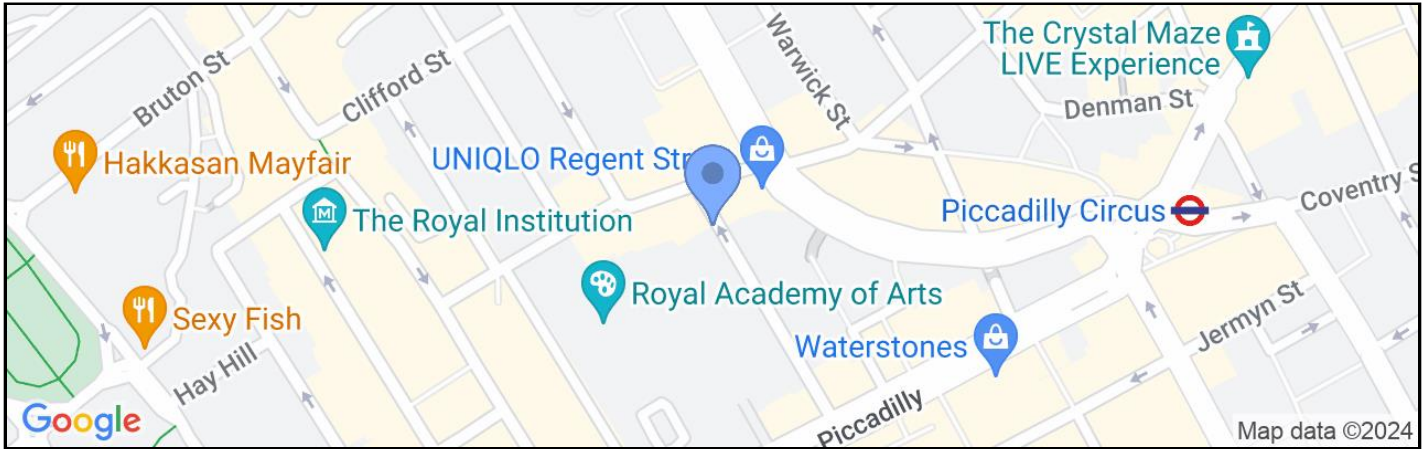 Bruton St
Clifford St
Warwick St
The Crystal Maze
LIVE Experience
Denman St
Hakkasan Mayfair
UNIQLO Regent Str
The Royal Institution
Piccadilly Circus
Coventry S
Royal Academy of Arts
Sexy Fish
Hay Hill
Waterstones
Jermyn St
Piccadilly
Google
Map data ©2024